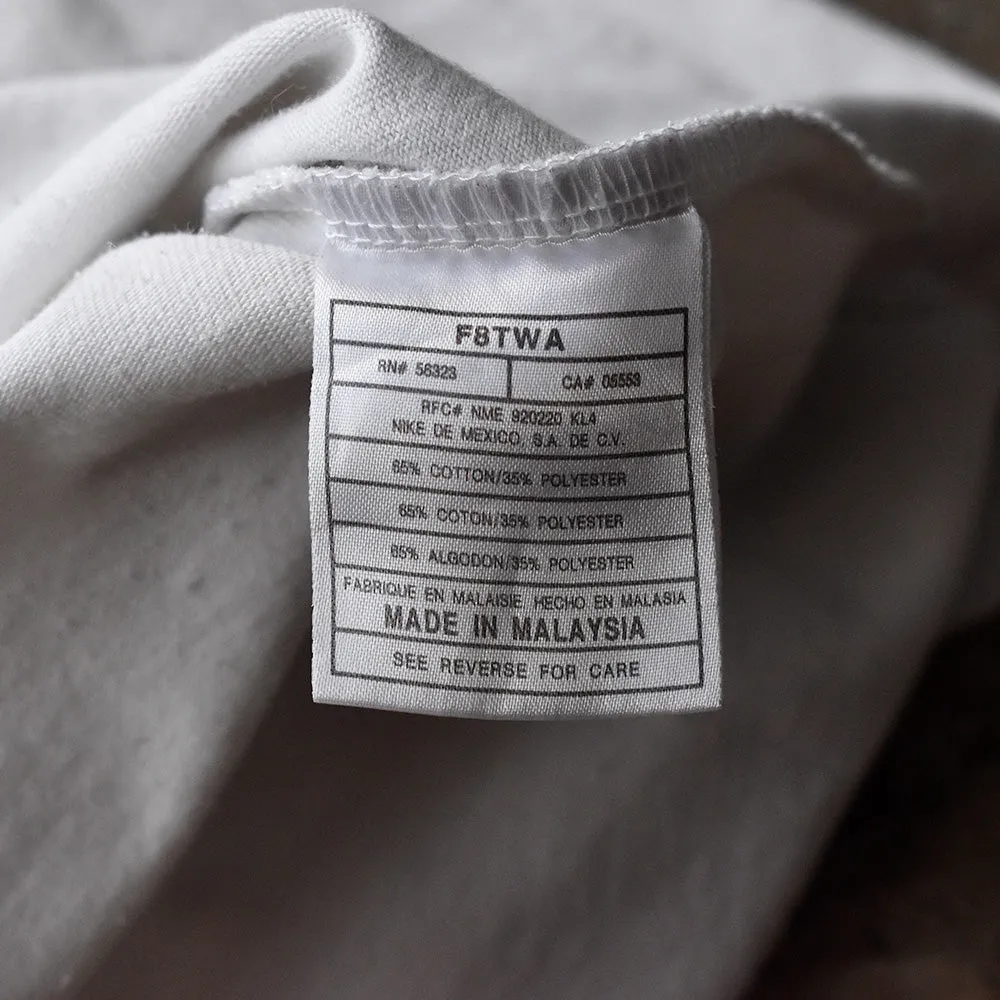 F8TWA
RN# 56323
CA# 05553
RFC# NME 920220 KL4
NIKE DE MEXICO, S.A. DE C.V.
65% COTTON/35% POLYESTER
65% COTON/35% POLYESTER
65% ALGODON/35% POLYESTER
FABRIQUE EN MALAISIE, HECHO EN MALASIA
MADE IN MALAYSIA
SEE REVERSE FOR CARE